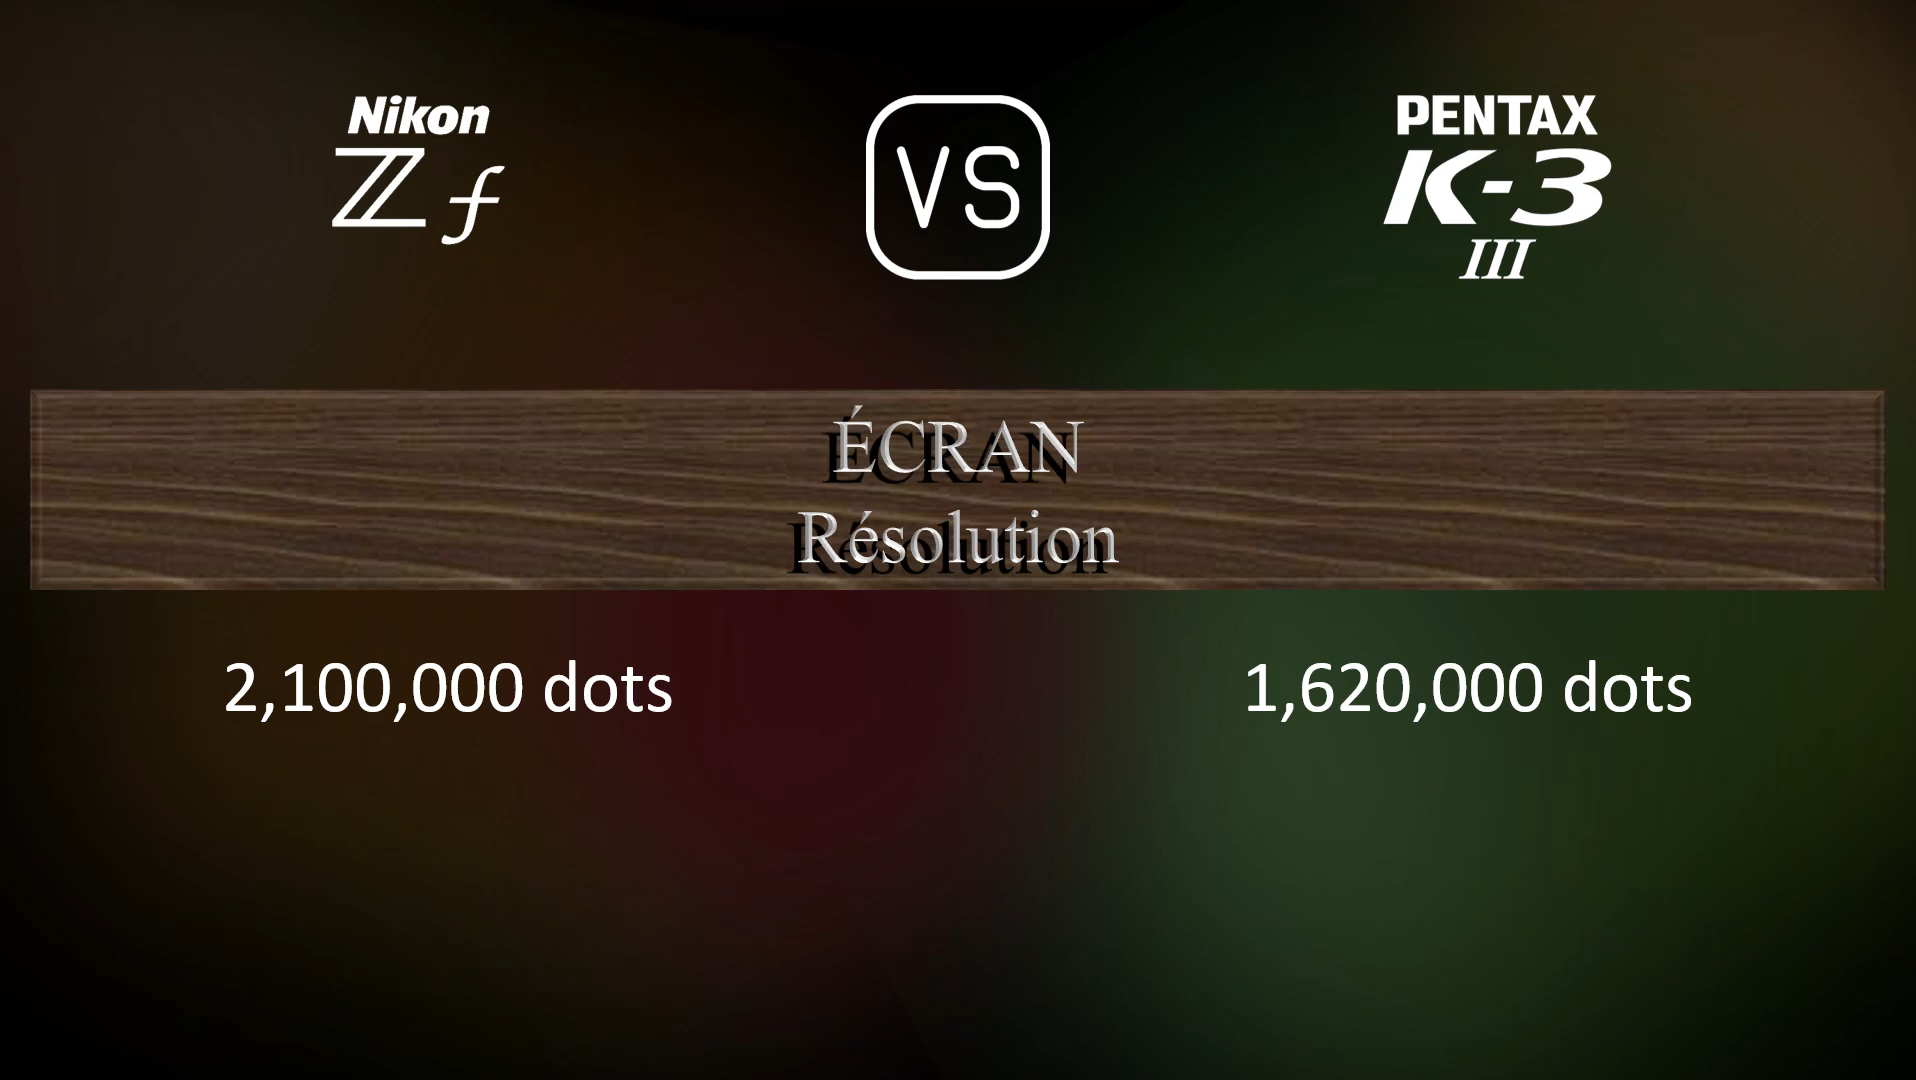 Nikon
Z f
VS
PENTAX
K-3
III
ÉCRAN
Résolution
2,100,000 dots
1,620,000 dots